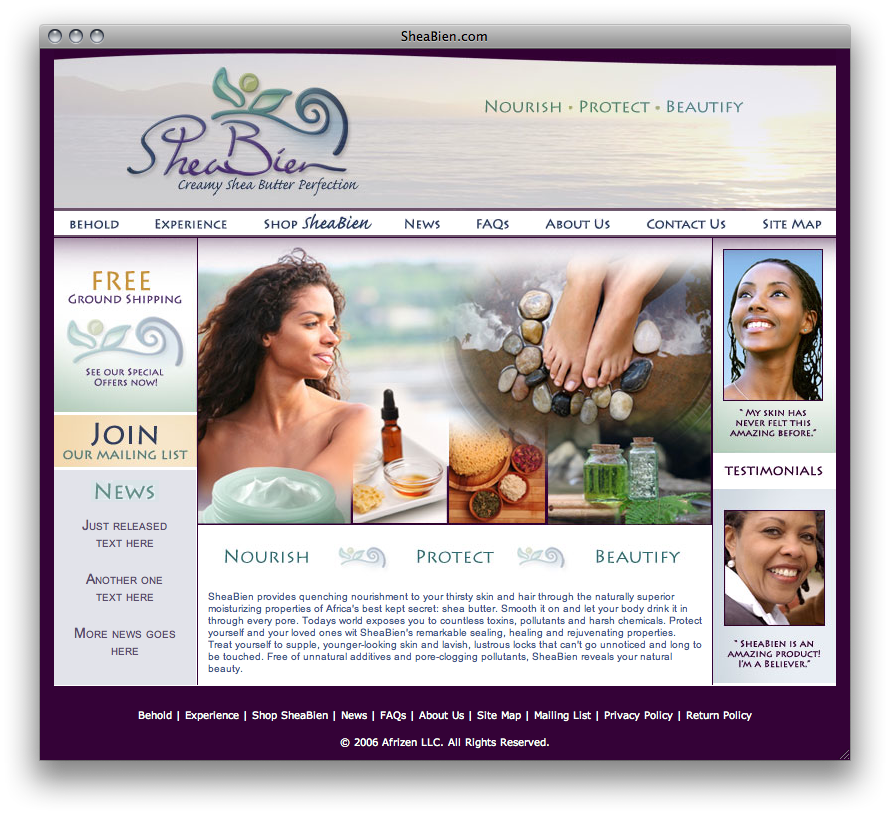 SheaBien.com
Nourish • Protect • Beautify
SheaBien
Creamy Shea Butter Perfection
behold Experience Shop SheaBien News FAQs About Us Contact Us Site Map
FREE
Ground Shipping
See our Special
Offers now!
Join
our mailing list
News
Just released
text here
Another one
text here
More news goes
here
Nourish Protect Beautify
SheaBien provides quenching nourishment to your thirsty skin and hair through the naturally superior
moisturizing properties of Africa's best kept secret: shea butter. Smooth it on and let your body drink it in
through every pore. Todays world exposes you to countless toxins, pollutants and harsh chemicals. Protect
yourself and your loved ones wit SheaBien's remarkable sealing, healing and rejuvenating properties.
Treat yourself to supple, younger-looking skin and lavish, lustrous locks that can't go unnoticed and long to
be touched. Free of unnatural additives and pore-clogging pollutants, SheaBien reveals your natural
beauty.
" My skin has
never felt this
amazing before."
testimonials
" SheaBien is an
amazing product!
I'm a Believer."
Behold | Experience | Shop SheaBien | News | FAQs | About Us | Site Map | Mailing List | Privacy Policy | Return Policy
© 2006 Afrizen LLC. All Rights Reserved.